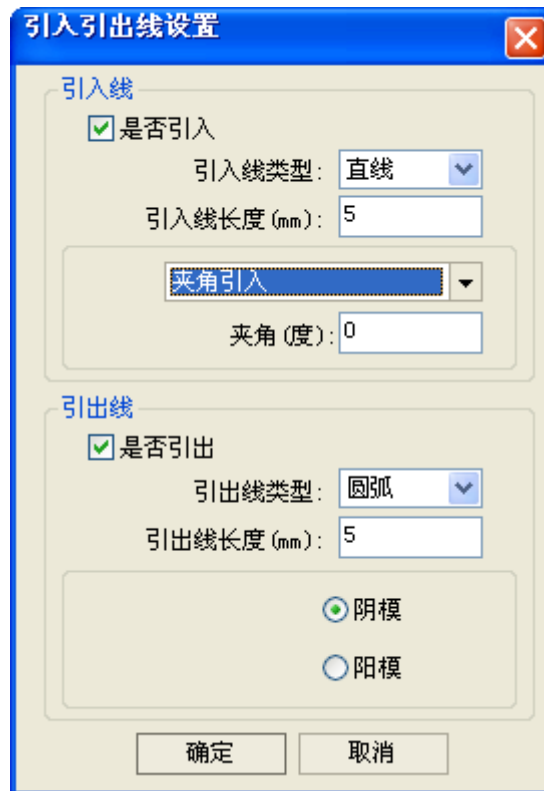 引入引出线设置
引入线
是否引入
引入线类型: 直线
引入线长度(mm): 5
夹角引入
夹角(度): 0
引出线
是否引出
引出线类型: 圆弧
引出线长度(mm): 5
阴模
阳模
确定 取消